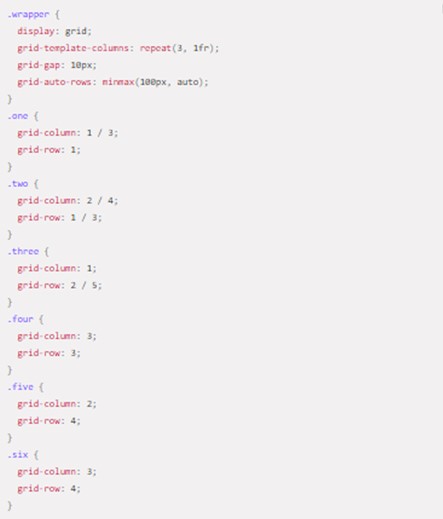 .wrapper {
  display: grid;
  grid-template-columns: repeat(3, 1fr);
  grid-gap: 10px;
  grid-auto-rows: minmax(100px, auto);
}
.one {
  grid-column: 1 / 3;
  grid-row: 1;
}
.two {
  grid-column: 2 / 4;
  grid-row: 1 / 3;
}
.three {
  grid-column: 1;
  grid-row: 2 / 5;
}
.four {
  grid-column: 3;
  grid-row: 3;
}
.five {
  grid-column: 2;
  grid-row: 4;
}
.six {
  grid-column: 3;
  grid-row: 4;
}